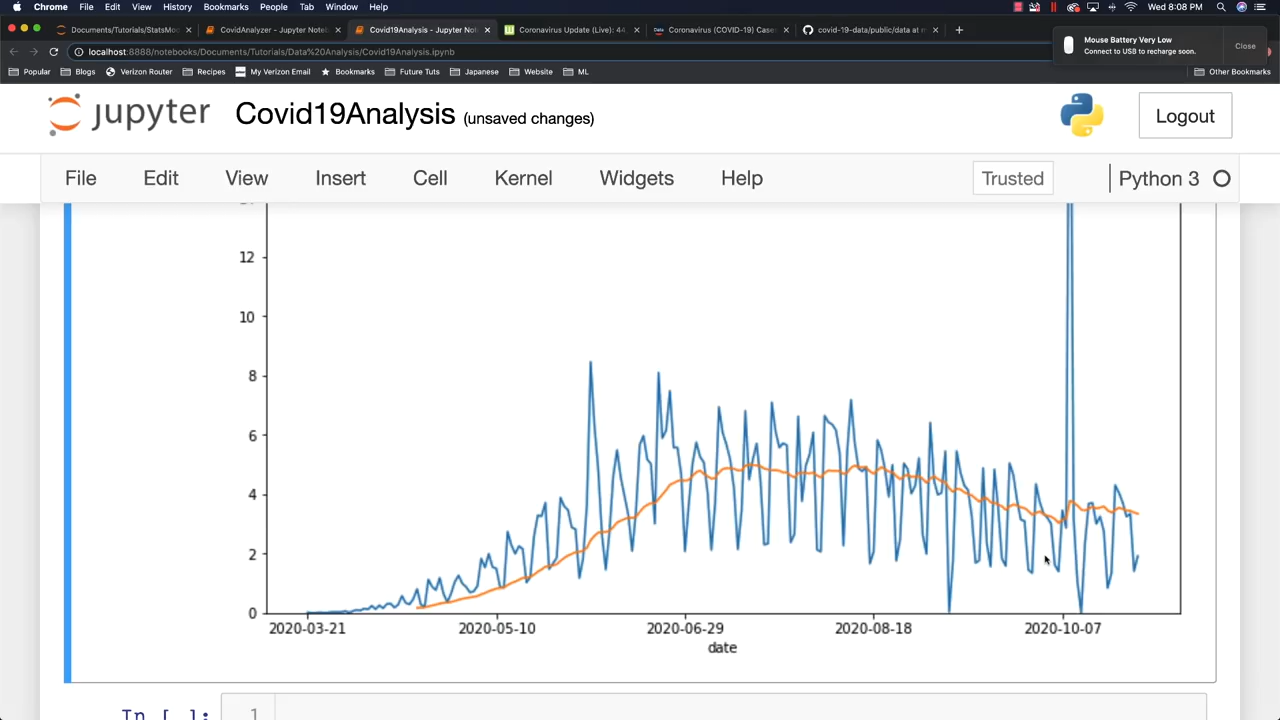 Chrome File Edit View History Bookmarks People Tab Window Help Wed 8:08 PM
Documents/Tutorials/StatsMod
CovidAnalyzer - Jupyter Noteb
Covid19Analysis - Jupyter Not
Coronavirus Update (Live): 44,
Coronavirus (COVID-19) Cases
covid-19-data/public/data at m
localhost:8888/notebooks/Documents/Tutorials/Data%20Analysis/Covid19Analysis.ipynb
Mouse Battery Very Low
Connect to USB to recharge soon.
Close
Popular Blogs Verizon Router Recipes My Verizon Email Bookmarks Future Tuts Japanese Website ML Other Bookmarks
jupyter Covid19Analysis (unsaved changes) Logout
File Edit View Insert Cell Kernel Widgets Help Trusted Python 3
12
10
8
6
4
2
0
2020-03-21 2020-05-10 2020-06-29 2020-08-18 2020-10-07
date
In [ ]: 1